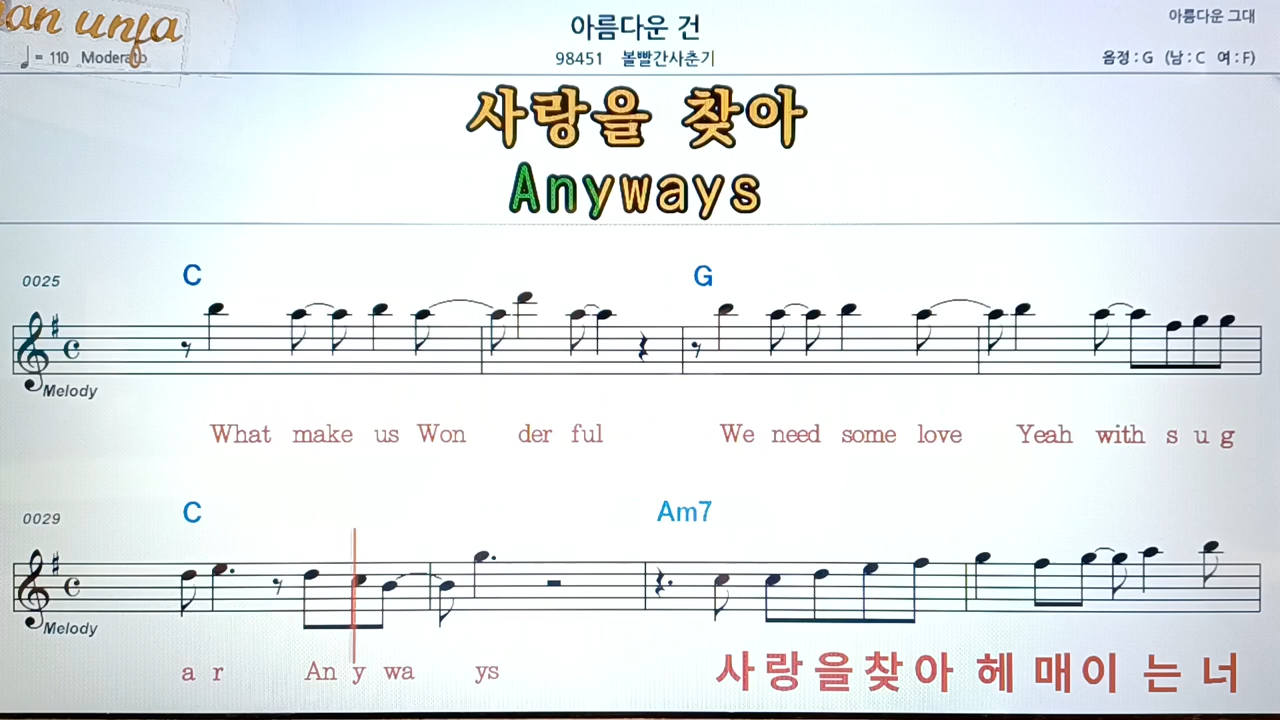 an unja
♩ = 110 Moderato
아름다운 건
98451 볼빨간사춘기
아름다운 그대
음정 : G (남 : C 여 : F)
사랑을 찾아
Anyways
0025
C G
Melody
What make us Won der ful We need some love Yeah with s u g
0029
C Am7
Melody
a r An y wa ys 사랑을찾아 헤매이 는 너